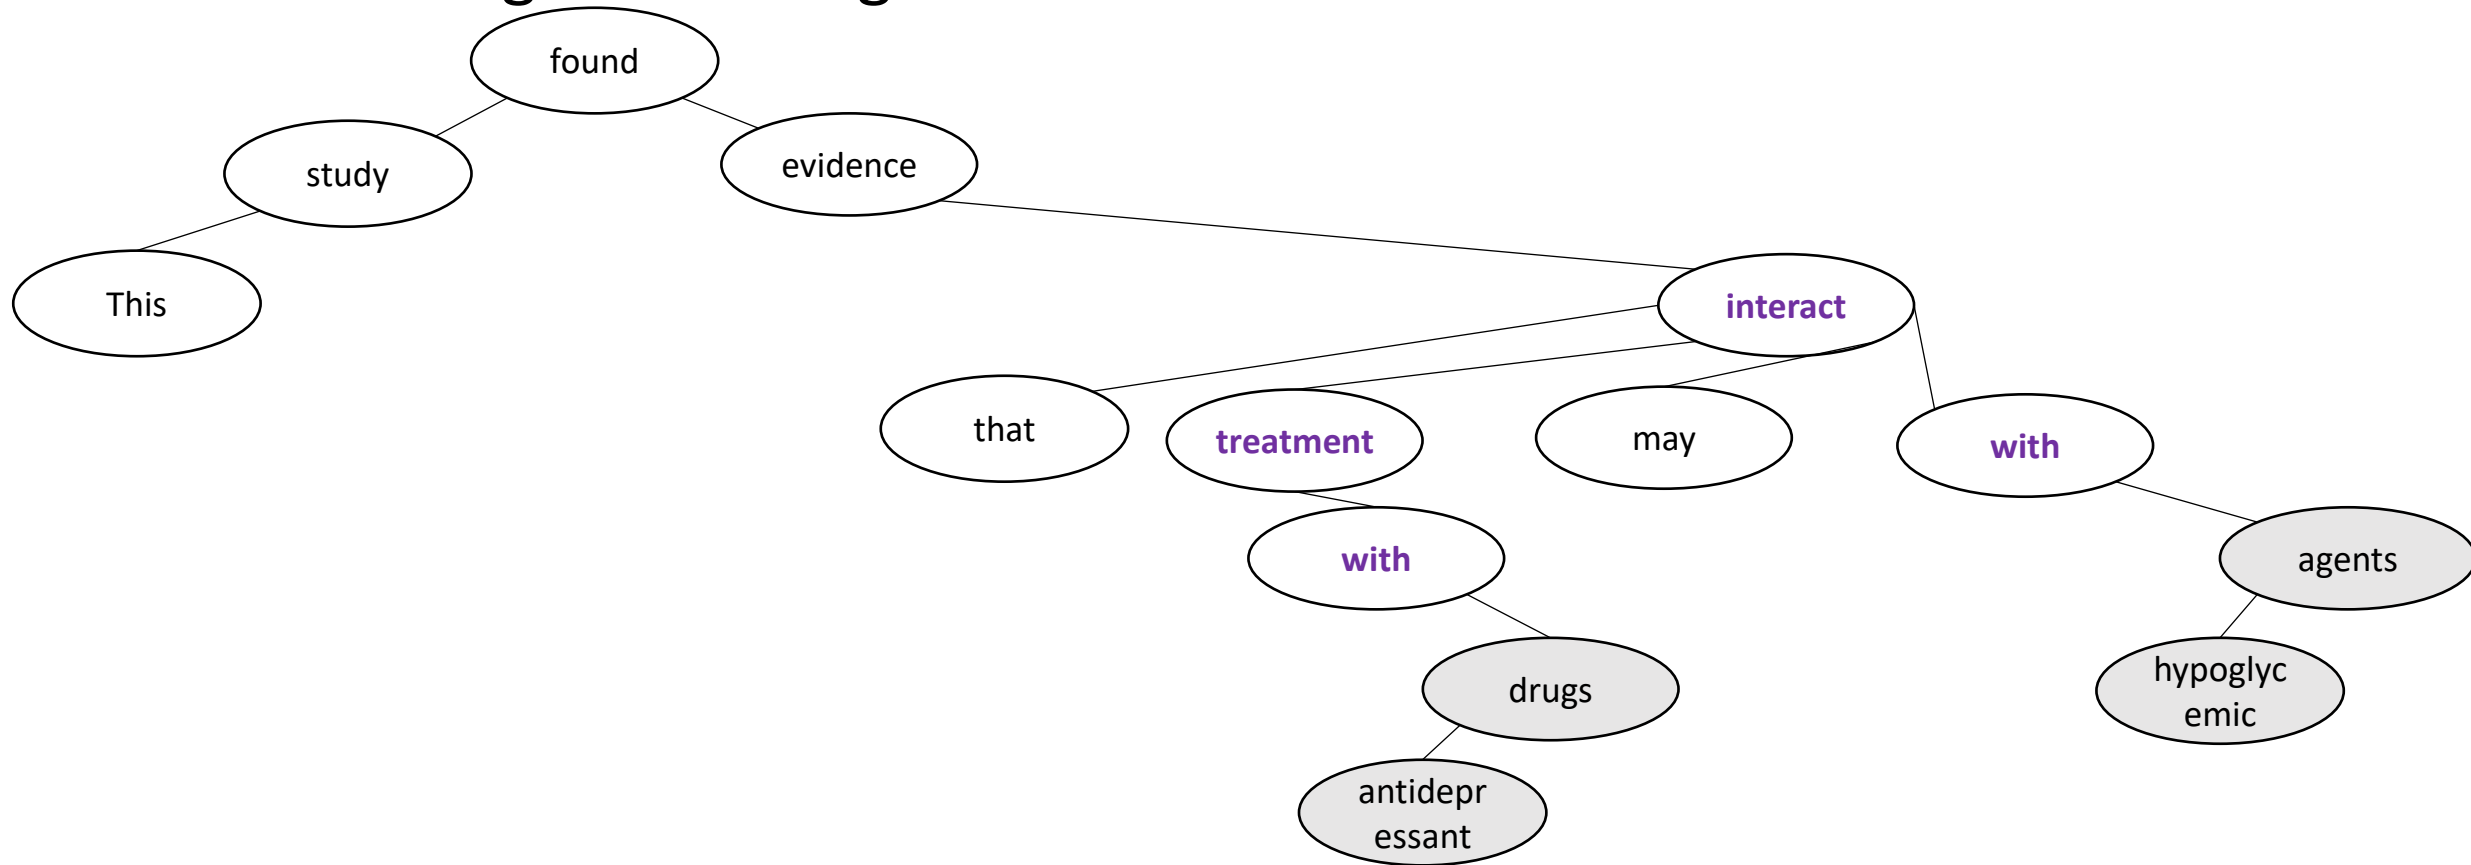 found
study
evidence
This
interact
that
treatment
may
with
with
agents
drugs
hypoglyc
emic
antidepr
essant